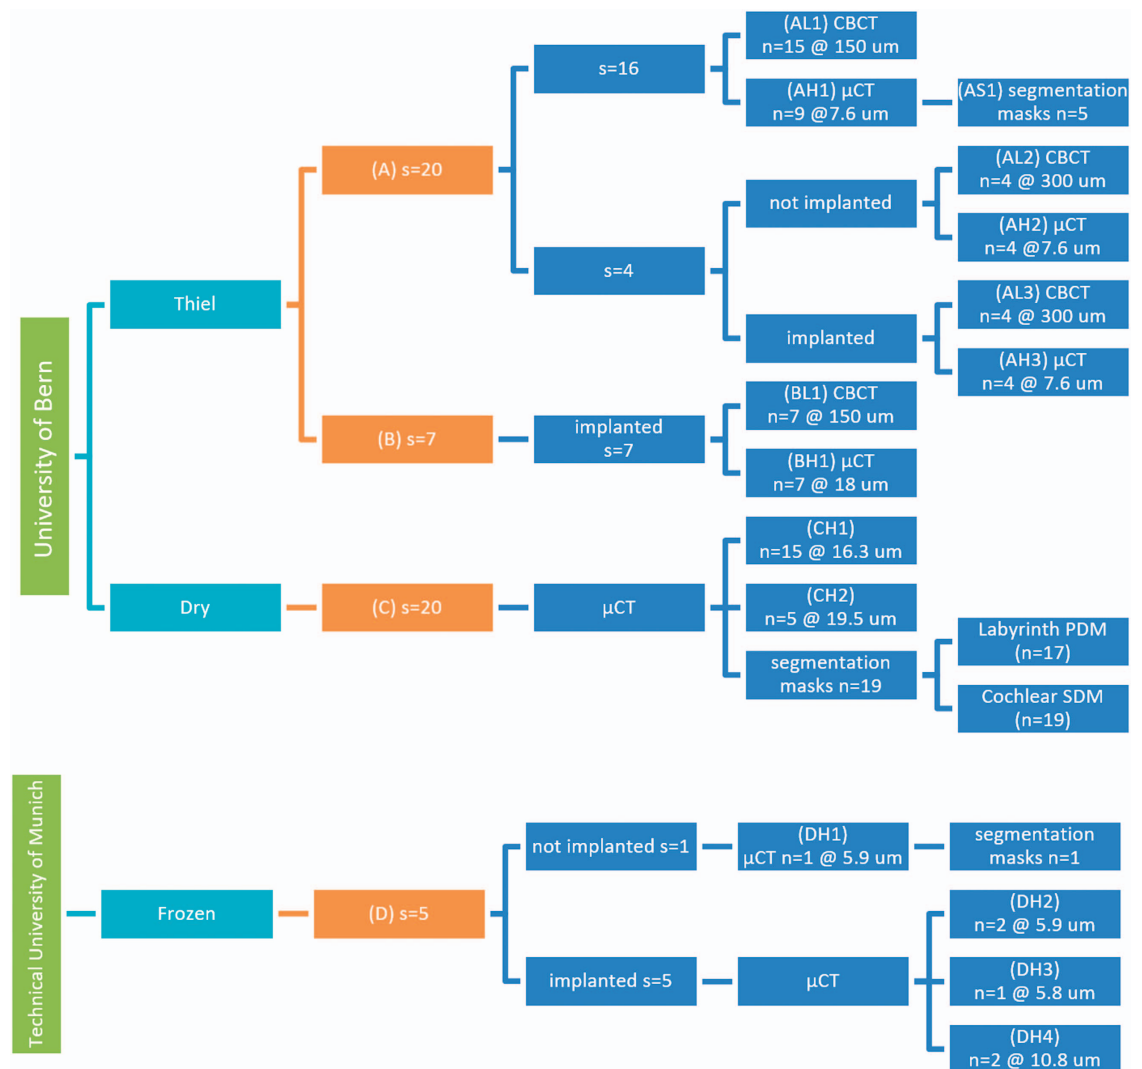 University of Bern
Thiel
(A) s=20
s=16
(AL1) CBCT
n=15 @ 150 um
(AH1) µCT
n=9 @7.6 um
(AS1) segmentation
masks n=5
s=4
not implanted
(AL2) CBCT
n=4 @ 300 um
(AH2) µCT
n=4 @7.6 um
implanted
(AL3) CBCT
n=4 @ 300 um
(AH3) µCT
n=4 @ 7.6 um
(B) s=7
implanted
s=7
(BL1) CBCT
n=7 @ 150 um
(BH1) µCT
n=7 @ 18 um
Dry
(C) s=20
µCT
(CH1)
n=15 @ 16.3 um
(CH2)
n=5 @ 19.5 um
segmentation
masks n=19
Labyrinth PDM
(n=17)
Cochlear SDM
(n=19)
Technical University of Munich
Frozen
(D) s=5
not implanted s=1
(DH1)
µCT n=1 @ 5.9 um
segmentation
masks n=1
implanted s=5
µCT
(DH2)
n=2 @ 5.9 um
(DH3)
n=1 @ 5.8 um
(DH4)
n=2 @ 10.8 um